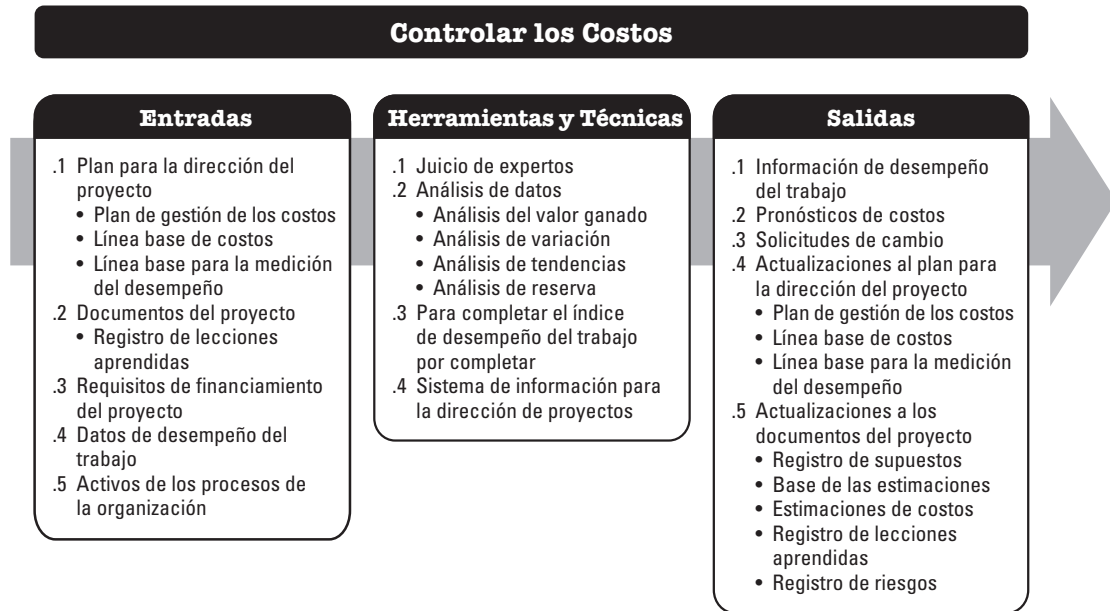 Controlar los Costos
Entradas
.1 Plan para la dirección del
proyecto
• Plan de gestión de los costos
• Línea base de costos
• Línea base para la medición
del desempeño
.2 Documentos del proyecto
• Registro de lecciones
aprendidas
.3 Requisitos de financiamiento
del proyecto
.4 Datos de desempeño del
trabajo
.5 Activos de los procesos de
la organización
Herramientas y Técnicas
.1 Juicio de expertos
.2 Análisis de datos
• Análisis del valor ganado
• Análisis de variación
• Análisis de tendencias
• Análisis de reserva
.3 Para completar el índice
de desempeño del trabajo
por completar
.4 Sistema de información para
la dirección de proyectos
Salidas
.1 Información de desempeño
del trabajo
.2 Pronósticos de costos
.3 Solicitudes de cambio
.4 Actualizaciones al plan para
la dirección del proyecto
• Plan de gestión de los costos
• Línea base de costos
• Línea base para la medición
del desempeño
.5 Actualizaciones a los
documentos del proyecto
• Registro de supuestos
• Base de las estimaciones
• Estimaciones de costos
• Registro de lecciones
aprendidas
• Registro de riesgos